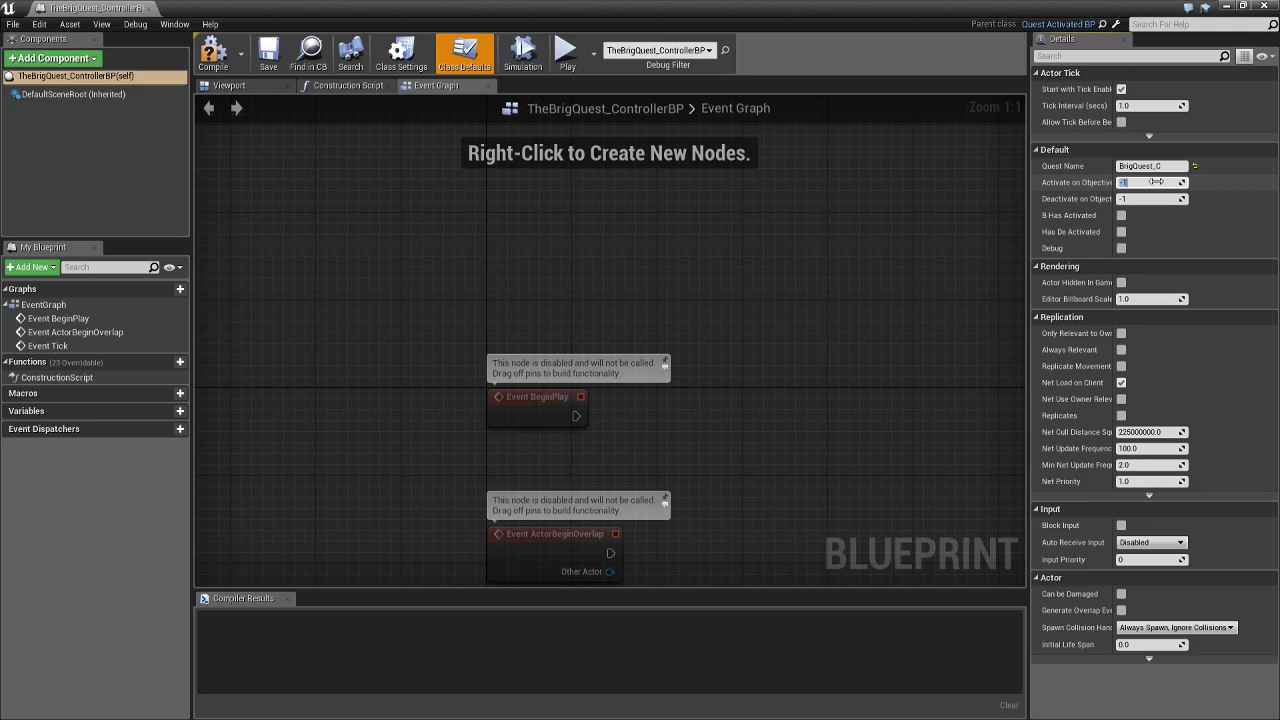 TheBrigQuest_ControllerBl
File
Edit
Asset
View
Debug
Window
Help
Parent class:
Quest Activated BP
Search For Help
Components
+Add Component
TheBrigQuest_ControllerBP(self)
DefaultSceneRoot (Inherited)
Compile
Save
Find in CB
Search
Class Settings
Class Defaults
Simulation
Play
TheBrigQuest_ControllerBP
Debug Filter
Viewport
Construction Script
Event Graph
TheBrigQuest_ControllerBP > Event Graph
Zoom 1:1
Right-Click to Create New Nodes.
This node is disabled and will not be called.
Drag off pins to build functionality.
Event BeginPlay
This node is disabled and will not be called.
Drag off pins to build functionality.
Event ActorBeginOverlap
Other Actor
BLUEPRINT
My Blueprint
+Add New
Search
Graphs
EventGraph
Event BeginPlay
Event ActorBeginOverlap
Event Tick
Functions (23 Overridable)
ConstructionScript
Macros
Variables
Event Dispatchers
Compiler Results
Clear
Details
Search
Actor Tick
Start with Tick Enabl
Tick Interval (secs) 1.0
Allow Tick Before Be
Default
Quest Name BrigQuest_C
Activate on Objective -1
Deactivate on Object -1
B Has Activated
Has De Activated
Debug
Rendering
Actor Hidden In Game
Editor Billboard Scale 1.0
Replication
Only Relevant to Own
Always Relevant
Replicate Movement
Net Load on Client
Net Use Owner Relev
Replicates
Net Cull Distance Squ 225000000.0
Net Update Frequenc 100.0
Min Net Update Freq 2.0
Net Priority 1.0
Input
Block Input
Auto Receive Input Disabled
Input Priority 0
Actor
Can be Damaged
Generate Overlap Eve
Spawn Collision Hand Always Spawn, Ignore Collisions
Initial Life Span 0.0